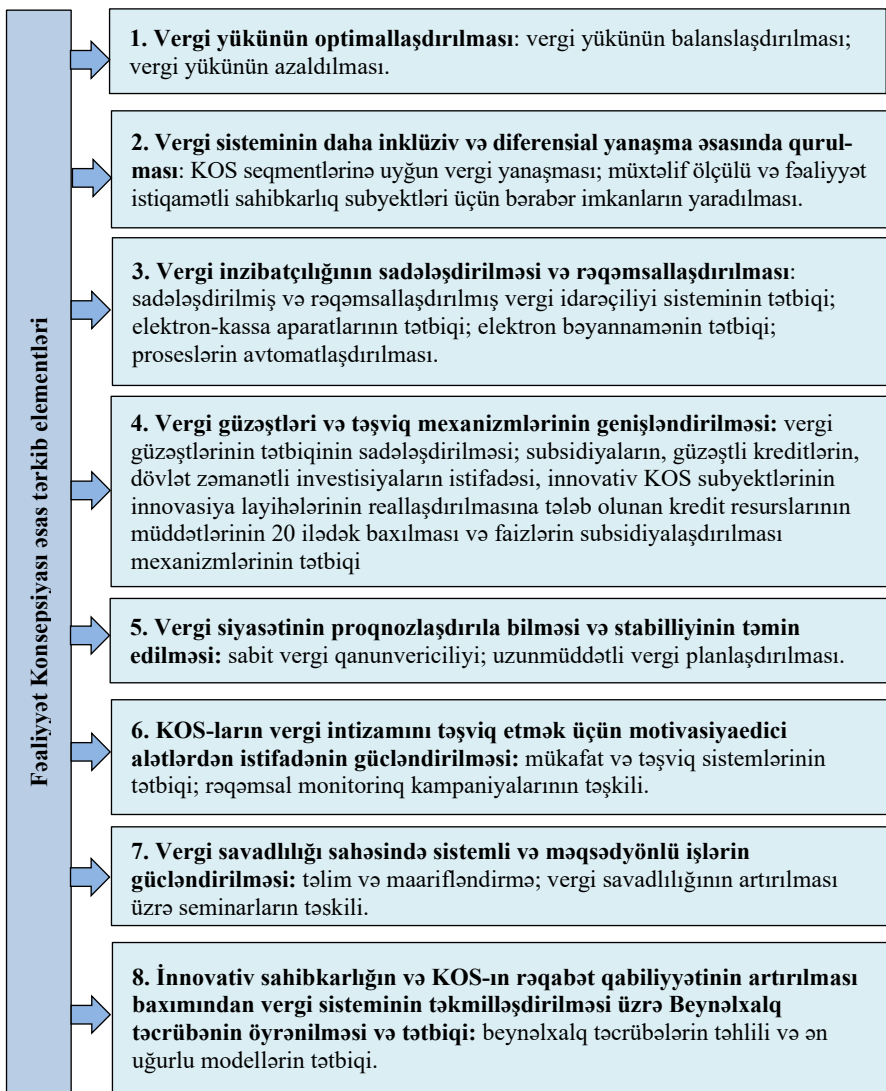 Fəaliyyət Konsepsiyası əsas tərkib elementləri
1. Vergi yükünün optimallaşdırılması: vergi yükünün balanslaşdırılması;
vergi yükünün azaldılması.
2. Vergi sisteminin daha inklüziv və diferensial yanaşma əsasında qurul-
ması: KOS seqmentlərinə uyğun vergi yanaşması; müxtəlif ölçülü və fəaliyyət
istiqamətli sahibkarlıq subyektləri üçün bərabər imkanların yaradılması.
3. Vergi inzibatçılığının sadələşdirilməsi və rəqəmsallaşdırılması:
sadələşdirilmiş və rəqəmsallaşdırılmış vergi idarəçiliyi sisteminin tətbiqi;
elektron-kassa aparatlarının tətbiqi; elektron bəyannamənin tətbiqi;
proseslərin avtomatlaşdırılması.
4. Vergi güzəştləri və təşviq mexanizmlərinin genişləndirilməsi: vergi
güzəştlərinin tətbiqinin sadələşdirilməsi; subsidiyaların, güzəştli kreditlərin,
dövlət zəmanətli investisiyaların istifadəsi, innovativ KOS subyektlərinin
innovasiya layihələrinin reallaşdırılmasına tələb olunan kredit resurslarının
müddətlərinin 20 ilədək baxılması və faizlərin subsidiyalaşdırılması
mexanizmlərinin tətbiqi
5. Vergi siyasətinin proqnozlaşdırıla bilməsi və stabilliyinin təmin
edilməsi: sabit vergi qanunvericiliyi; uzunmüddətli vergi planlaşdırılması.
6. KOS-ların vergi intizamını təşviq etmək üçün motivasiyaedici
alətlərdən istifadənin gücləndirilməsi: mükafat və təşviq sistemlərinin
tətbiqi; rəqəmsal monitorinq kampaniyalarının təşkili.
7. Vergi savadlılığı sahəsində sistemli və məqsədyönlü işlərin
gücləndirilməsi: təlim və maarifləndirmə; vergi savadlılığının artırılması
üzrə seminarların təskili.
8. İnnovativ sahibkarlığın və KOS-ın rəqabət qabiliyyətinin artırılması
baxımından vergi sisteminin təkmilləşdirilməsi üzrə Beynəlxalq
təcrübənin öyrənilməsi və tətbiqi: beynəlxalq təcrübələrin təhlili və ən
uğurlu modellərin tətbiqi.